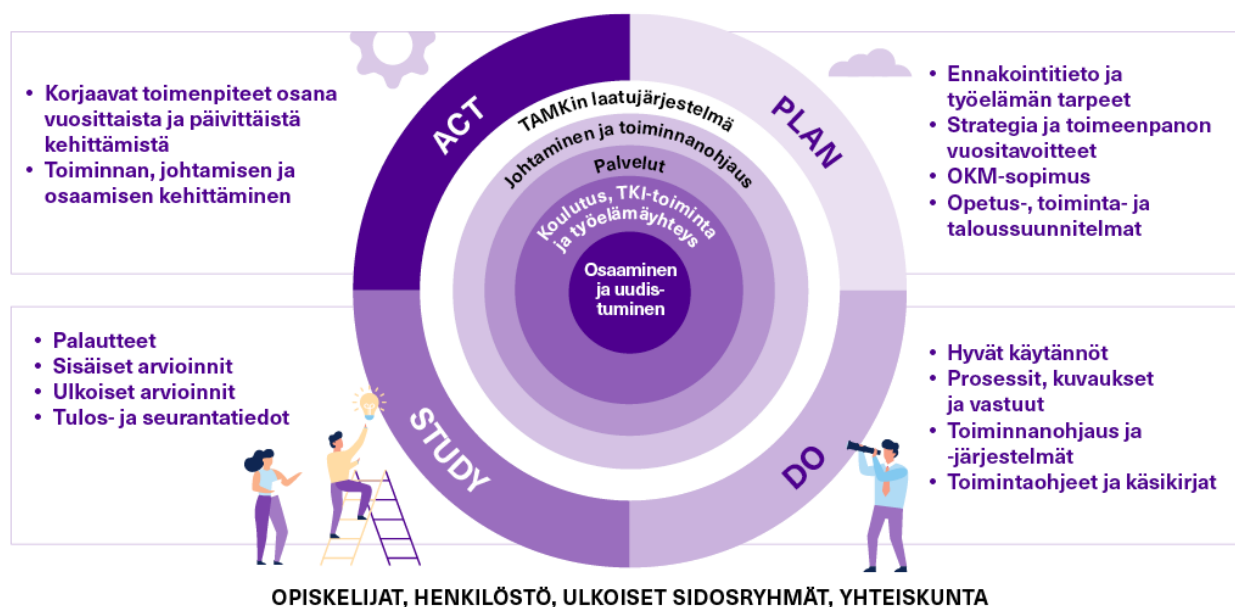 • Korjaavat toimenpiteet osana
vuosittaista ja päivittäistä
kehittämistä
• Toiminnan, johtamisen ja
osaamisen kehittäminen
ACT
PLAN
• Ennakointitieto ja
työelämän tarpeet
• Strategia ja toimeenpanon
vuositavoitteet
• OKM-sopimus
• Opetus-, toiminta- ja
taloussuunnitelmat
TAMKin laatujärjestelmä
Johtaminen ja toiminnanohjaus
Palvelut
Koulutus, TKI-toiminta
ja työelämäyhteys
Osaaminen
ja uudis-
tuminen
• Palautteet
• Sisäiset arvioinnit
• Ulkoiset arvioinnit
• Tulos- ja seurantatiedot
STUDY
DO
• Hyvät käytännöt
• Prosessit, kuvaukset
ja vastuut
• Toiminnanohjaus ja
-järjestelmät
• Toimintaohjeet ja käsikirjat
OPISKELIJAT, HENKILÖSTÖ, ULKOISET SIDOSRYHMÄT, YHTEISKUNTA